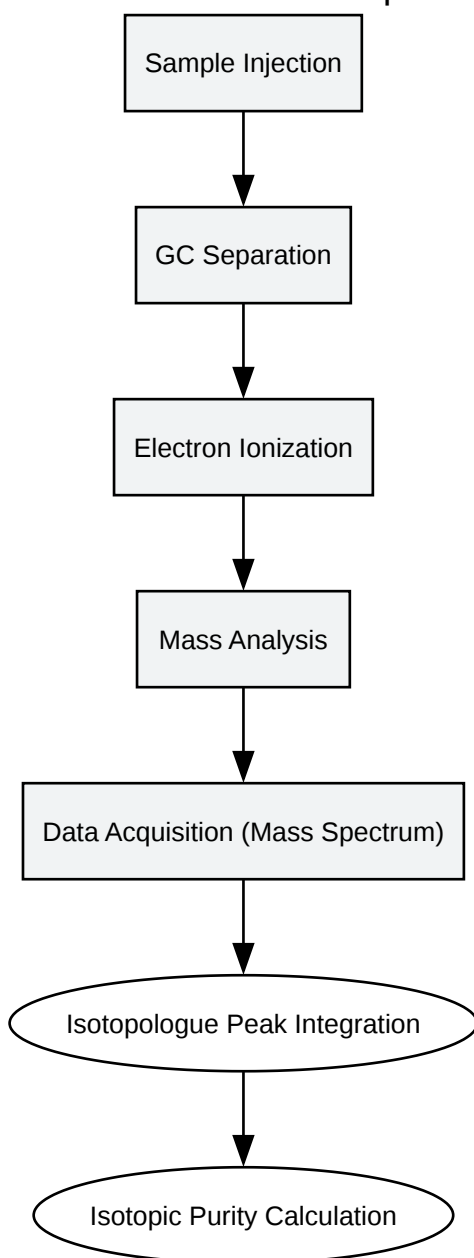 Sample Injection
GC Separation
Electron Ionization
Mass Analysis
Data Acquisition (Mass Spectrum)
Isotopologue Peak Integration
Isotopic Purity Calculation